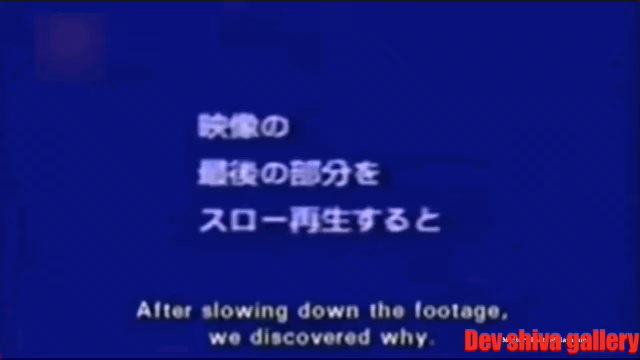 映像の
最後の部分を
スロー再生すると
After slowing down the footage,
we discovered why.
Dev shiva gallery